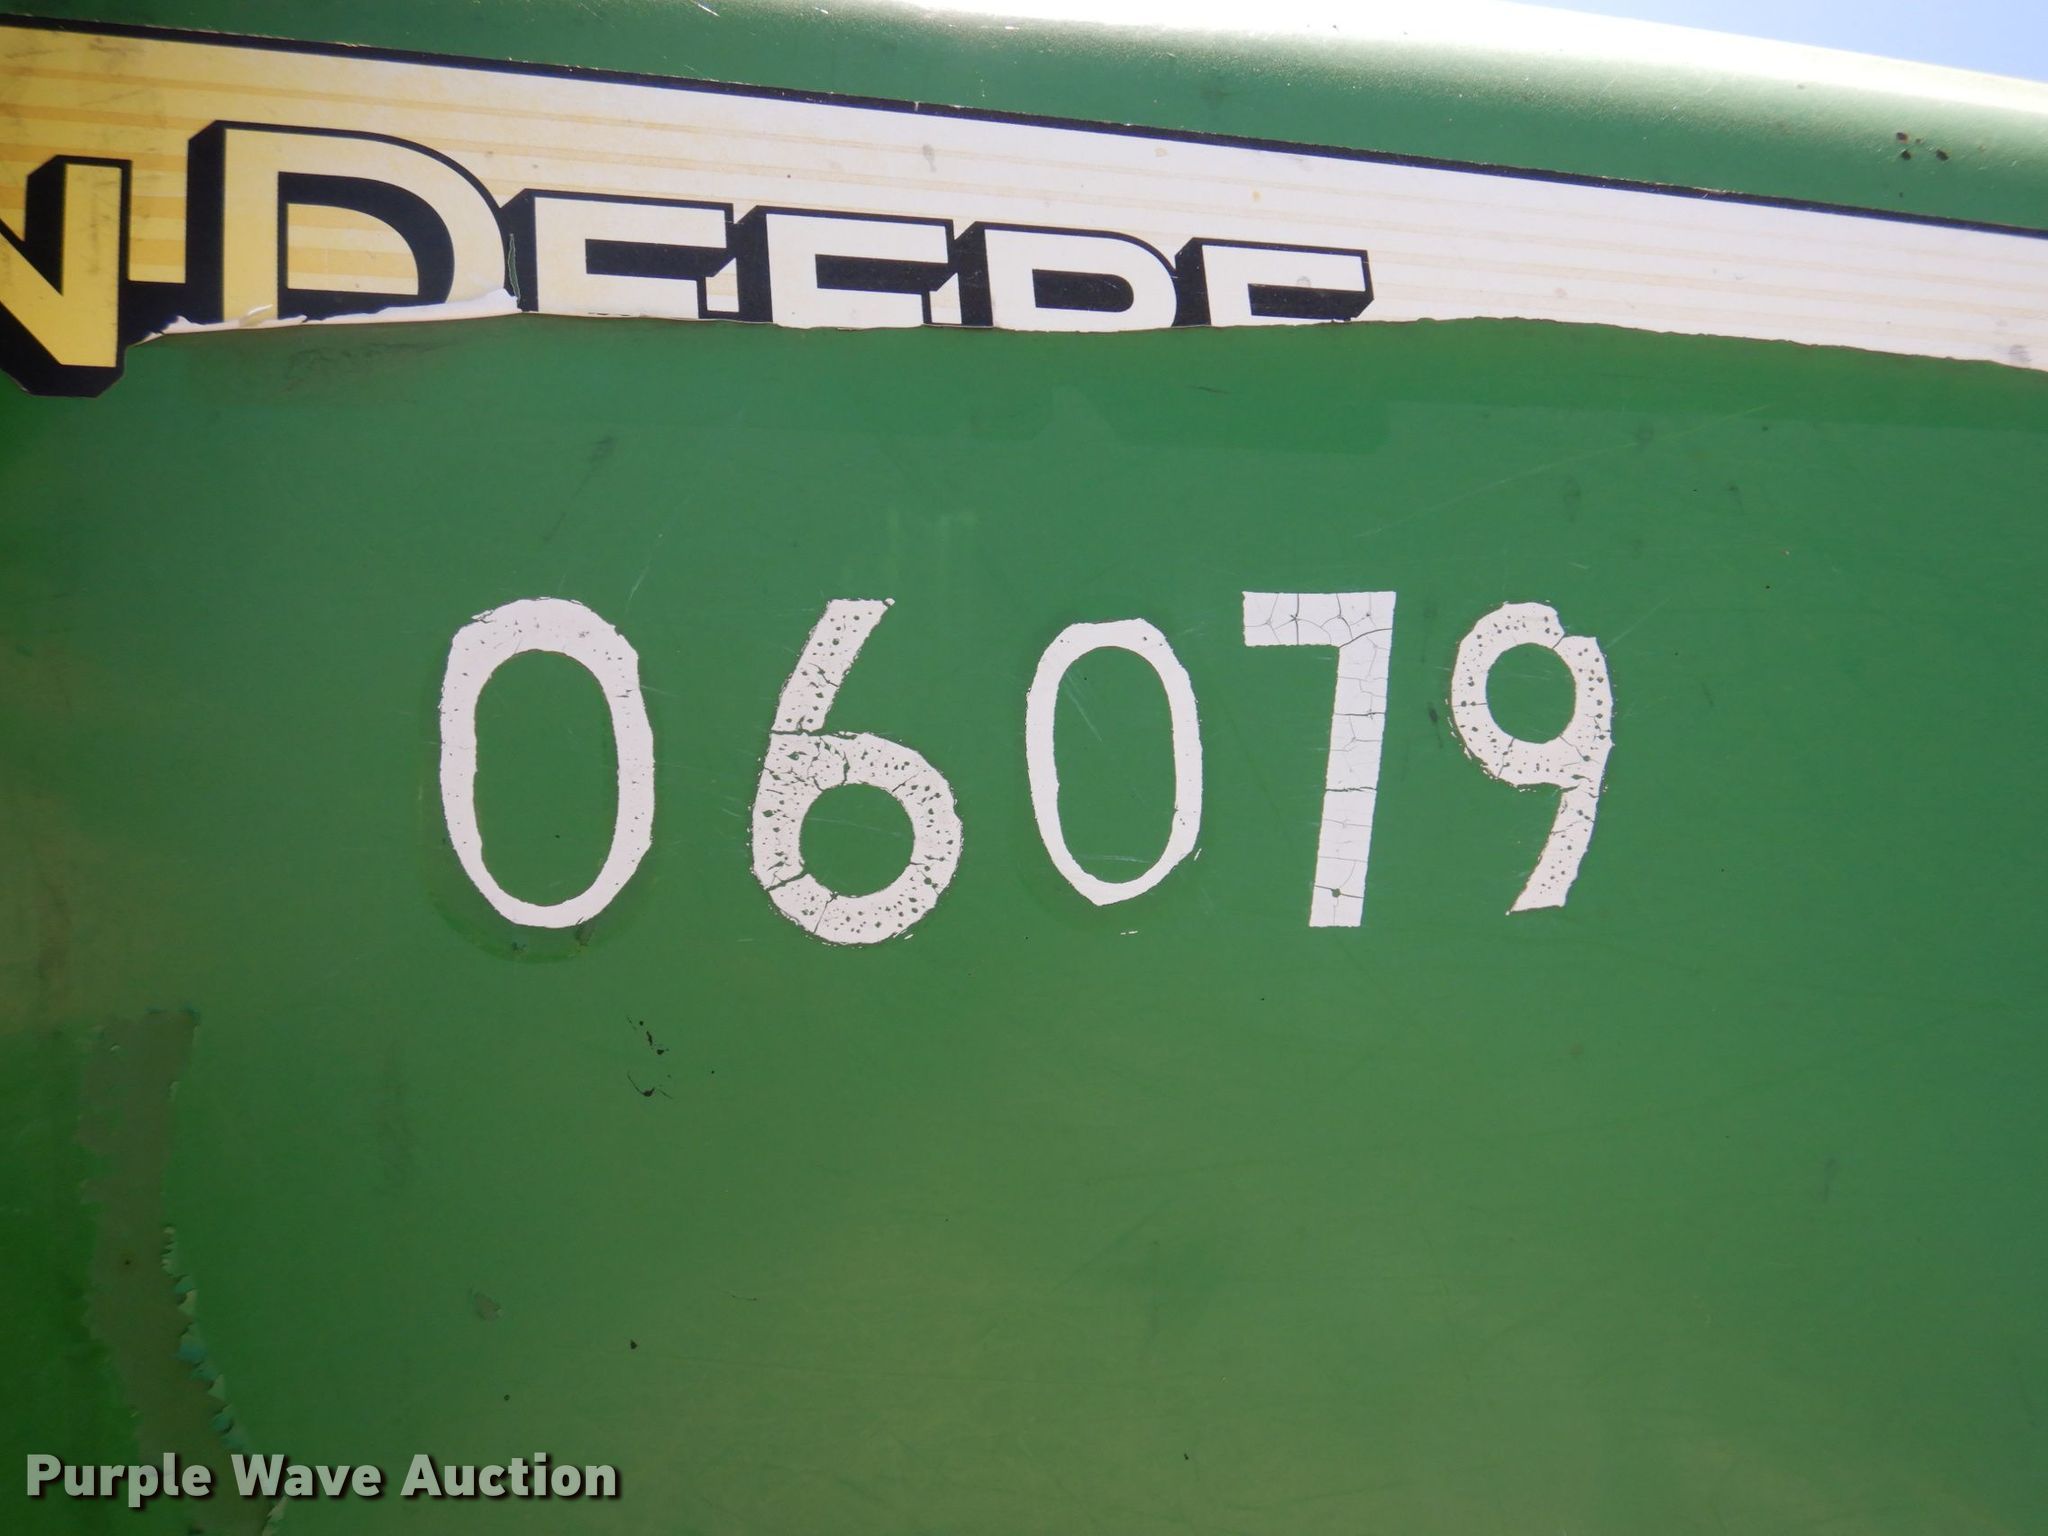 N DEERE
06079
Purple Wave Auction